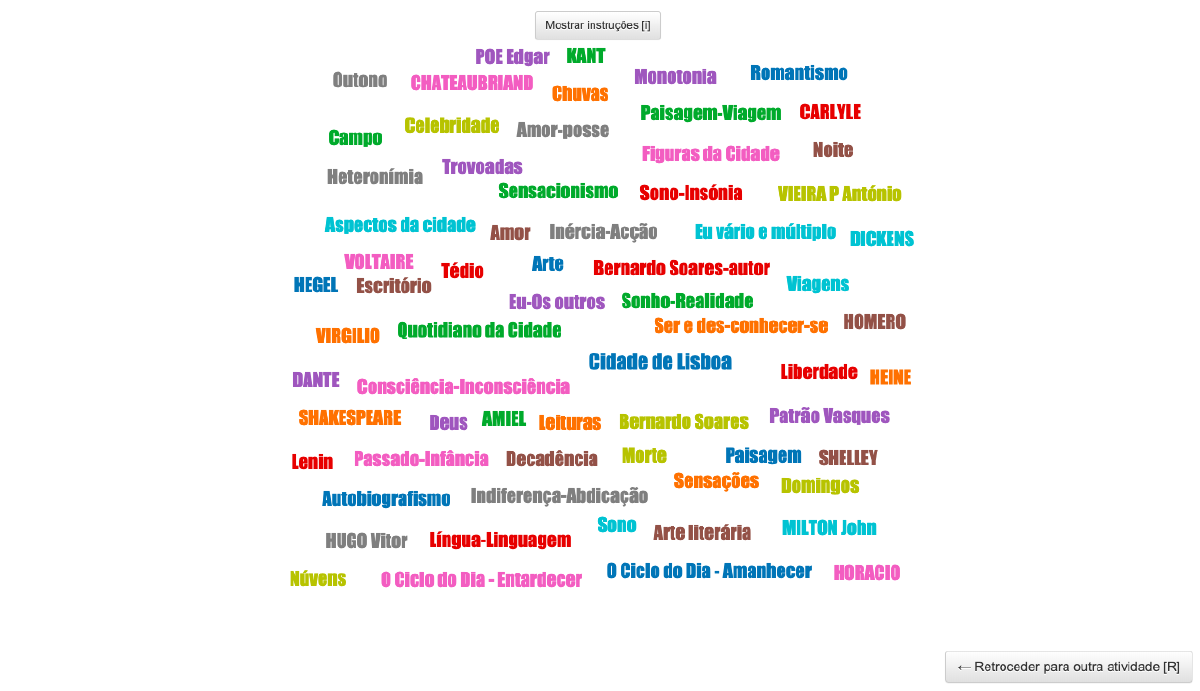 Mostrar instruções [i]
POE Edgar KANT
Outono CHATEAUBRIAND Chuvas Monotonia Romantismo
Paisagem-Viagem CARLYLE
Campo Celebridade Amor-posse
Figuras da Cidade Noite
Heteronímia Trovoadas
Sensacionismo Sono-Insónia VIEIRA P António
Aspectos da cidade Amor Inércia-Acção Eu vário e múltiplo DICKENS
VOLTAIRE Tédio Arte Bernardo Soares-autor
HEGEL Escritório Viagens
Eu-Os outros Sonho-Realidade
VIRGILIO Quotidiano da Cidade Ser e des-conhecer-se HOMERO
Cidade de Lisboa
DANTE Consciência-Inconsciência Liberdade HEINE
SHAKESPEARE Deus AMIEL Leituras Bernardo Soares Patrão Vasques
Lenin Passado-Infância Decadência Morte Paisagem SHELLEY
Autobiografismo Indiferença-Abdicação Sensações Domingos
HUGO Vitor Língua-Linguagem Sono Arte literária MILTON John
Núvens O Ciclo do Dia - Entardecer O Ciclo do Dia - Amanhecer HORACIO
← Retroceder para outra atividade [R]